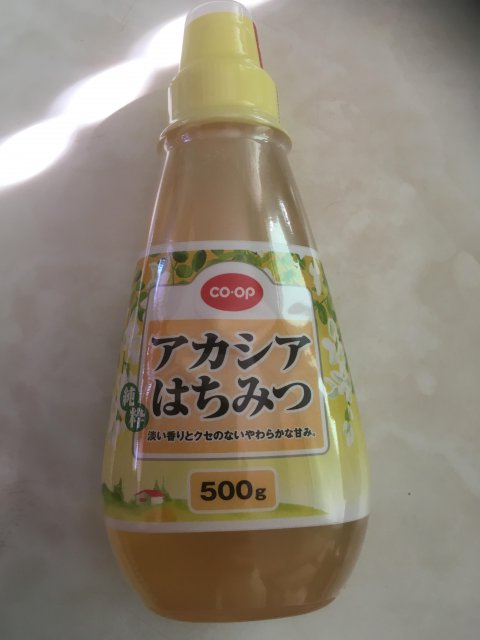 co·op
アカシア
はちみつ
純粋
淡い香りとクセのないやわらかな甘み。
500g